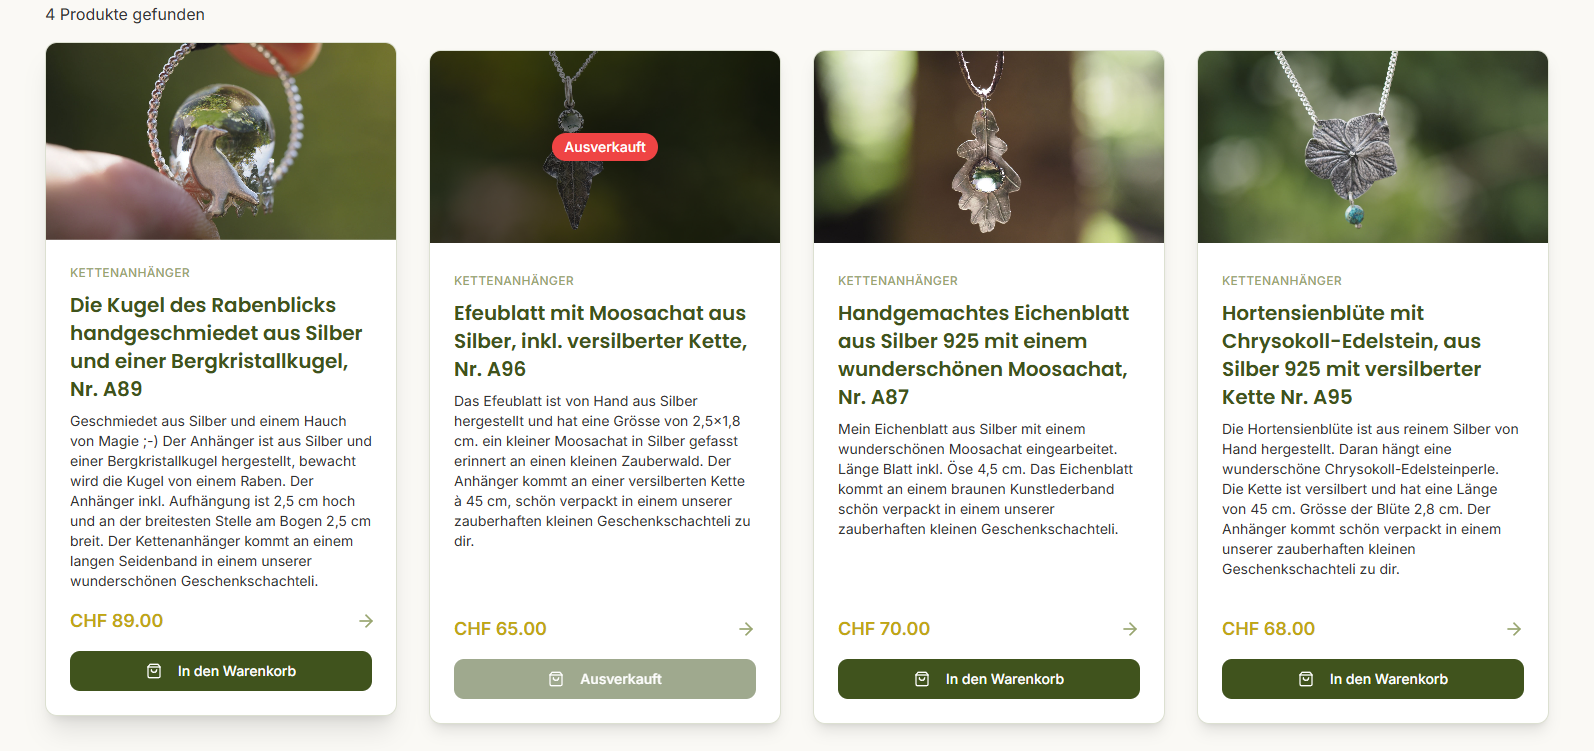 4 Produkte gefunden
KETTENANHÄNGER
Die Kugel des Rabenblicks
handgeschmiedet aus Silber
und einer Bergkristallkugel,
Nr. A89
Geschmiedet aus Silber und einem Hauch
von Magie ;-) Der Anhänger ist aus Silber und
einer Bergkristallkugel hergestellt, bewacht
wird die Kugel von einem Raben. Der
Anhänger inkl. Aufhängung ist 2,5 cm hoch
und an der breitesten Stelle am Bogen 2,5 cm
breit. Der Kettenanhänger kommt an einem
langen Seidenband in einem unserer
wunderschönen Geschenkschachteli.
CHF 89.00
In den Warenkorb
Ausverkauft
KETTENANHÄNGER
Efeublatt mit Moosachat aus
Silber, inkl. versilberter Kette,
Nr. A96
Das Efeublatt ist von Hand aus Silber
hergestellt und hat eine Grösse von 2,5×1,8
cm. ein kleiner Moosachat in Silber gefasst
erinnert an einen kleinen Zauberwald. Der
Anhänger kommt an einer versilberten Kette
à 45 cm, schön verpackt in einem unserer
zauberhaften kleinen Geschenkschachteli zu
dir.
CHF 65.00
Ausverkauft
KETTENANHÄNGER
Handgemachtes Eichenblatt
aus Silber 925 mit einem
wunderschönen Moosachat,
Nr. A87
Mein Eichenblatt aus Silber mit einem
wunderschönen Moosachat eingearbeitet.
Länge Blatt inkl. Öse 4,5 cm. Das Eichenblatt
kommt an einem braunen Kunstlederband
schön verpackt in einem unserer
zauberhaften kleinen Geschenkschachteli.
CHF 70.00
In den Warenkorb
KETTENANHÄNGER
Hortensienblüte mit
Chrysokoll-Edelstein, aus
Silber 925 mit versilberter
Kette Nr. A95
Die Hortensienblüte ist aus reinem Silber von
Hand hergestellt. Daran hängt eine
wunderschöne Chrysokoll-Edelsteinperle.
Die Kette ist versilbert und hat eine Länge
von 45 cm. Grösse der Blüte 2,8 cm. Der
Anhänger kommt schön verpackt in einem
unserer zauberhaften kleinen
Geschenkschachteli zu dir.
CHF 68.00
In den Warenkorb